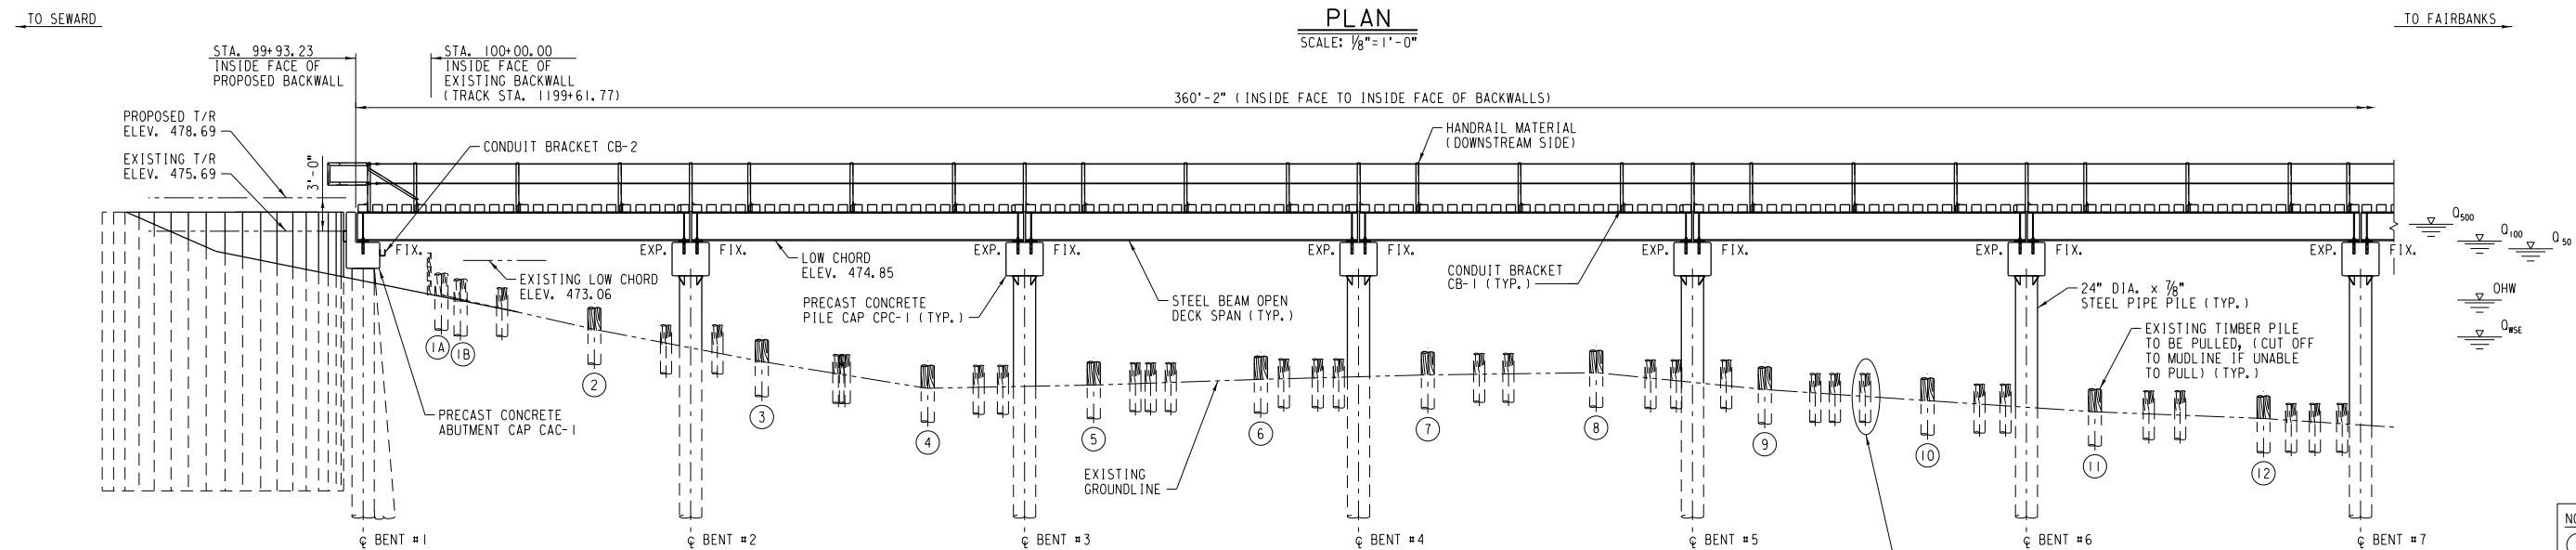 TO SEWARD
PLAN
SCALE: 1/8"=1'-0"
TO FAIRBANKS
STA. 99+93.23
INSIDE FACE OF
PROPOSED BACKWALL
STA. 100+00.00
INSIDE FACE OF
EXISTING BACKWALL
(TRACK STA. 1199+61.77)
360'-2" (INSIDE FACE TO INSIDE FACE OF BACKWALLS)
PROPOSED T/R
ELEV. 478.69
EXISTING T/R
ELEV. 475.69
3'-0"
CONDUIT BRACKET CB-2
HANDRAIL MATERIAL
(DOWNSTREAM SIDE)
Q500
Q100
Q50
OHW
QWSE
FIX.
EXP.
FIX.
EXP.
FIX.
EXP.
FIX.
EXP.
FIX.
EXP.
FIX.
EXP.
FIX.
EXISTING LOW CHORD
ELEV. 473.06
LOW CHORD
ELEV. 474.85
PRECAST CONCRETE
PILE CAP CPC-1 (TYP.)
STEEL BEAM OPEN
DECK SPAN (TYP.)
CONDUIT BRACKET
CB-1 (TYP.)
24" DIA. x 7/8"
STEEL PIPE PILE (TYP.)
EXISTING TIMBER PILE
TO BE PULLED, (CUT OFF
TO MUDLINE IF UNABLE
TO PULL) (TYP.)
1A
1B
2
3
4
5
6
7
8
9
10
11
12
PRECAST CONCRETE
ABUTMENT CAP CAC-1
EXISTING
GROUNDLINE
℄ BENT #1
℄ BENT #2
℄ BENT #3
℄ BENT #4
℄ BENT #5
℄ BENT #6
℄ BENT #7